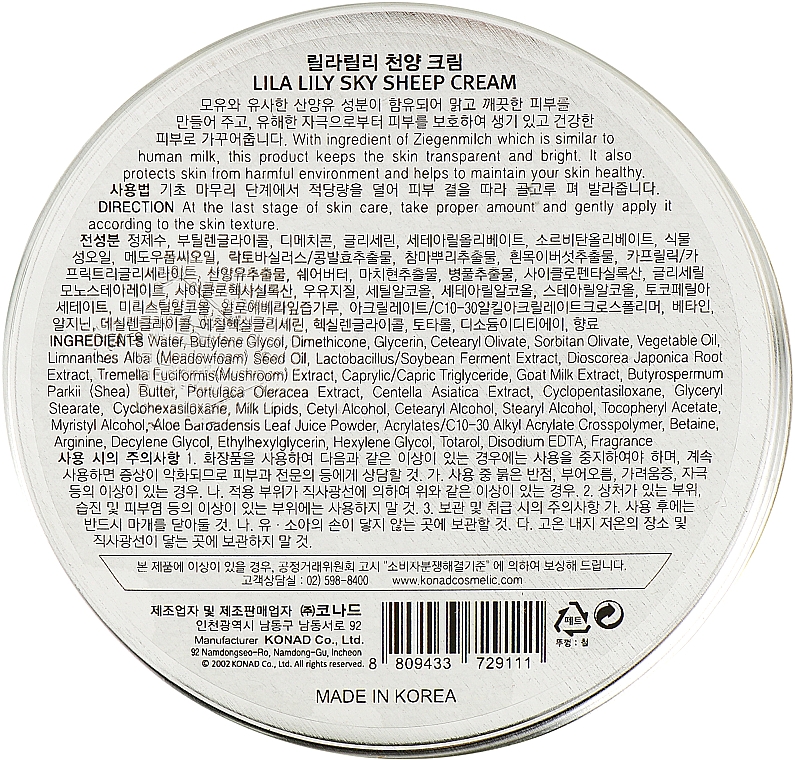 릴라릴리 천양 크림
LILA LILY SKY SHEEP CREAM
모유와 유사한 산양유 성분이 함유되어 맑고 깨끗한 피부를
만들어 주고, 유해한 자극으로부터 피부를 보호하여 생기 있고 건강한
피부로 가꾸어줍니다. With ingredient of Ziegenmilch which is similar to
human milk, this product keeps the skin transparent and bright. It also
protects skin from harmful environment and helps to maintain your skin healthy.
사용법 기초 마무리 단계에서 적당량을 덜어 피부 결을 따라 골고루 펴 발라줍니다.
DIRECTION At the last stage of skin care, take proper amount and gently apply it
according to the skin texture.
전성분 정제수, 부틸렌글라이콜, 디메치콘, 글리세린, 세테아릴올리베이트, 소르비탄올리베이트, 식물
성오일, 메도우폼씨오일, 락토바실러스/콩발효추출물, 참마뿌리추출물, 흰목이버섯추출물, 카프릴릭/카
프릭트리글리세라이드, 산양유추출물, 쉐어버터, 마치현추출물, 병풀추출물, 사이클로펜타실록산, 글리세릴
모노스테아레이트, 사이클로헥사실록산, 우유지질, 세틸알코올, 세테아릴알코올, 스테아릴알코올, 토코페릴아
세테이트, 미리스틸알코올, 알로에베라잎즙가루, 아크릴레이트/C10-30알킬아크릴레이트크로스폴리머, 베타인,
알지닌, 데실렌글라이콜, 에칠헥실글리세린, 헥실렌글라이콜, 토타롤, 디소듐이디티에이, 향료
INGREDIENTS Water, Butylene Glycol, Dimethicone, Glycerin, Cetearyl Olivate, Sorbitan Olivate, Vegetable Oil,
Limnanthes Alba (Meadowfoam) Seed Oil, Lactobacillus/Soybean Ferment Extract, Dioscorea Japonica Root
Extract, Tremella Fuciformis(Mushroom) Extract, Caprylic/Capric Triglyceride, Goat Milk Extract, Butyrospermum
Parkii (Shea) Butter, Portulaca Oleracea Extract, Centella Asiatica Extract, Cyclopentasiloxane, Glyceryl
Stearate, Cyclohexasiloxane, Milk Lipids, Cetyl Alcohol, Cetearyl Alcohol, Stearyl Alcohol, Tocopheryl Acetate,
Myristyl Alcohol, Aloe Barbadensis Leaf Juice Powder, Acrylates/C10-30 Alkyl Acrylate Crosspolymer, Betaine,
Arginine, Decylene Glycol, Ethylhexylglycerin, Hexylene Glycol, Totarol, Disodium EDTA, Fragrance
사용 시의 주의사항 1. 화장품을 사용하여 다음과 같은 이상이 있는 경우에는 사용을 중지하여야 하며, 계속
사용하면 증상이 악화되므로 피부과 전문의 등에게 상담할 것. 가. 사용 중 붉은 반점, 부어오름, 가려움증, 자극
등의 이상이 있는 경우. 나. 적용 부위가 직사광선에 의하여 위와 같은 이상이 있는 경우. 2. 상처가 있는 부위,
습진 및 피부염 등의 이상이 있는 부위에는 사용하지 말 것. 3. 보관 및 취급 시의 주의사항 가. 사용 후에는
반드시 마개를 닫아둘 것. 나. 유·소아의 손이 닿지 않는 곳에 보관할 것. 다. 고온 내지 저온의 장소 및
직사광선이 닿는 곳에 보관하지 말 것.
본 제품에 이상이 있을 경우, 공정거래위원회 고시 "소비자분쟁해결기준" 에 의하여 보상해 드립니다.
고객상담실 : 02) 598-8400 www.konadcosmetic.com
제조업자 및 제조판매업자 ㈜코나드
인천광역시 남동구 남동서로 92
Manufacturer KONAD Co., Ltd.
92 Namdongseo-Ro, Namdong-Gu, Incheon
© 2002 KONAD Co., Ltd. All rights reserved.
8 809433 729111
페트
뚜껑 : 철
MADE IN KOREA